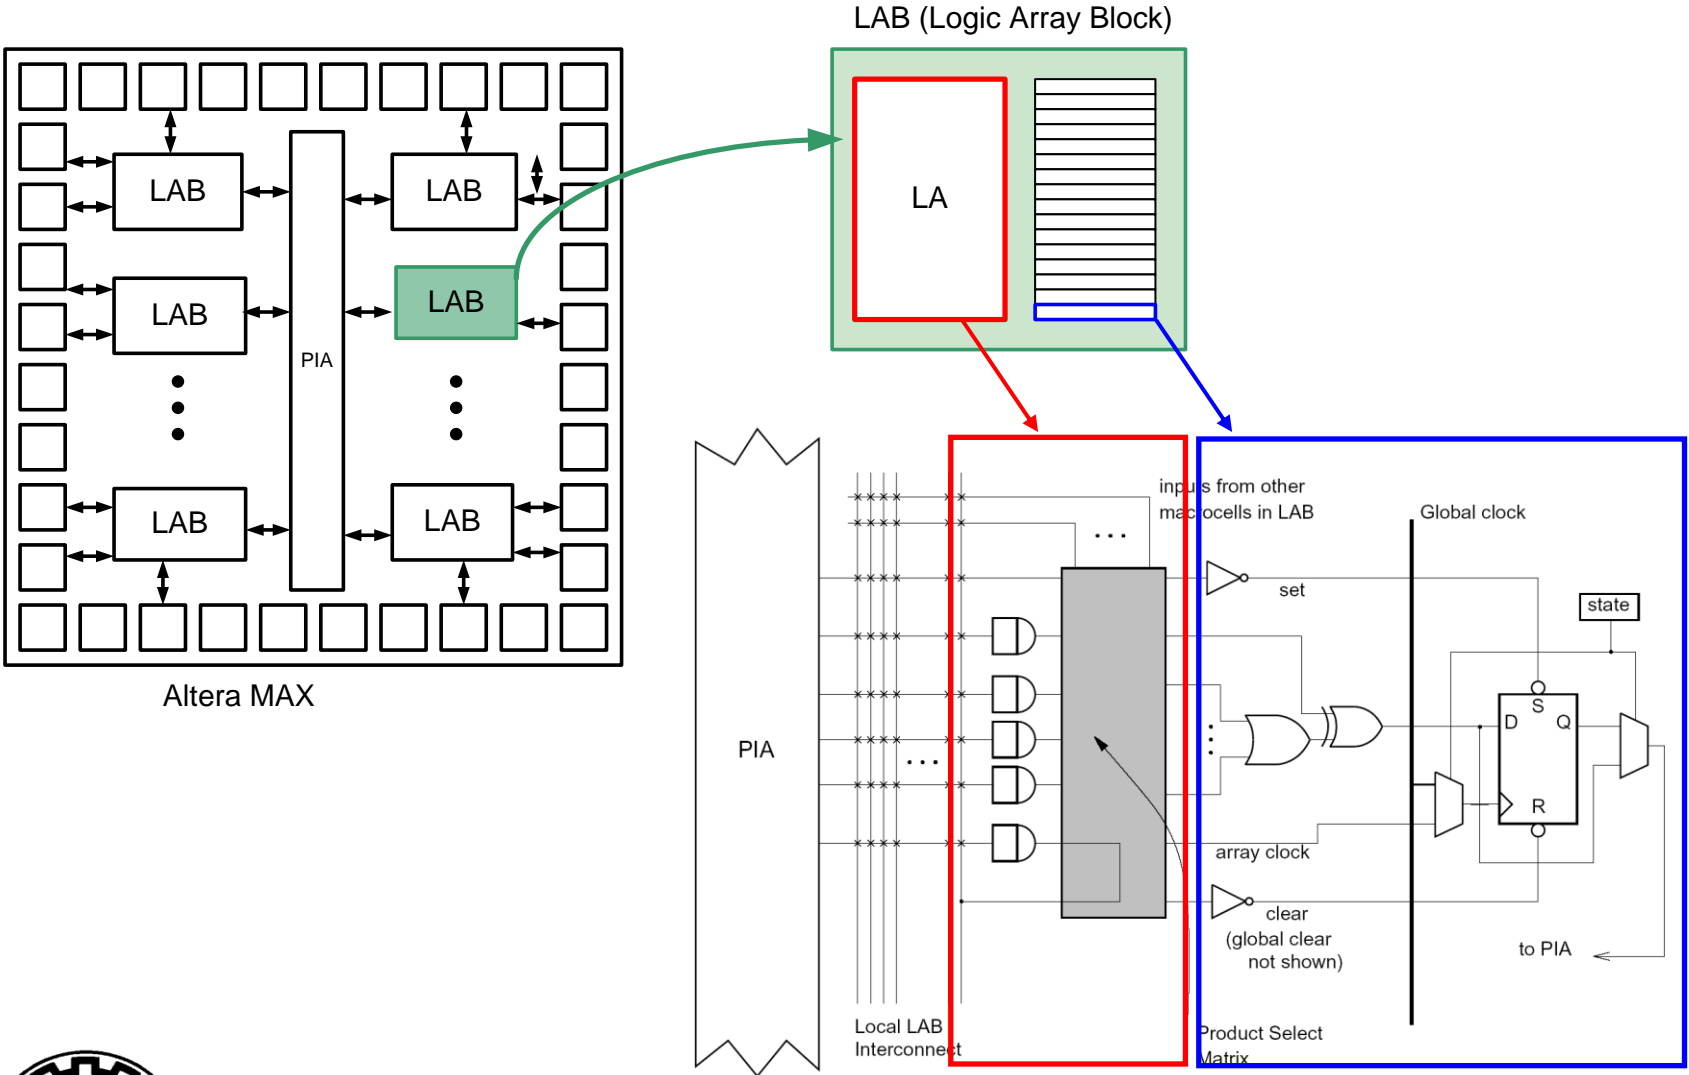 LAB (Logic Array Block)
LAB
LAB
LA
LAB
LAB
PIA
LAB
LAB
Altera MAX
inputs from other
macrocells in LAB
Global clock
set
state
S
D
Q
PIA
R
array clock
clear
(global clear
not shown)
to PIA
Local LAB
Interconnect
Product Select
Matrix